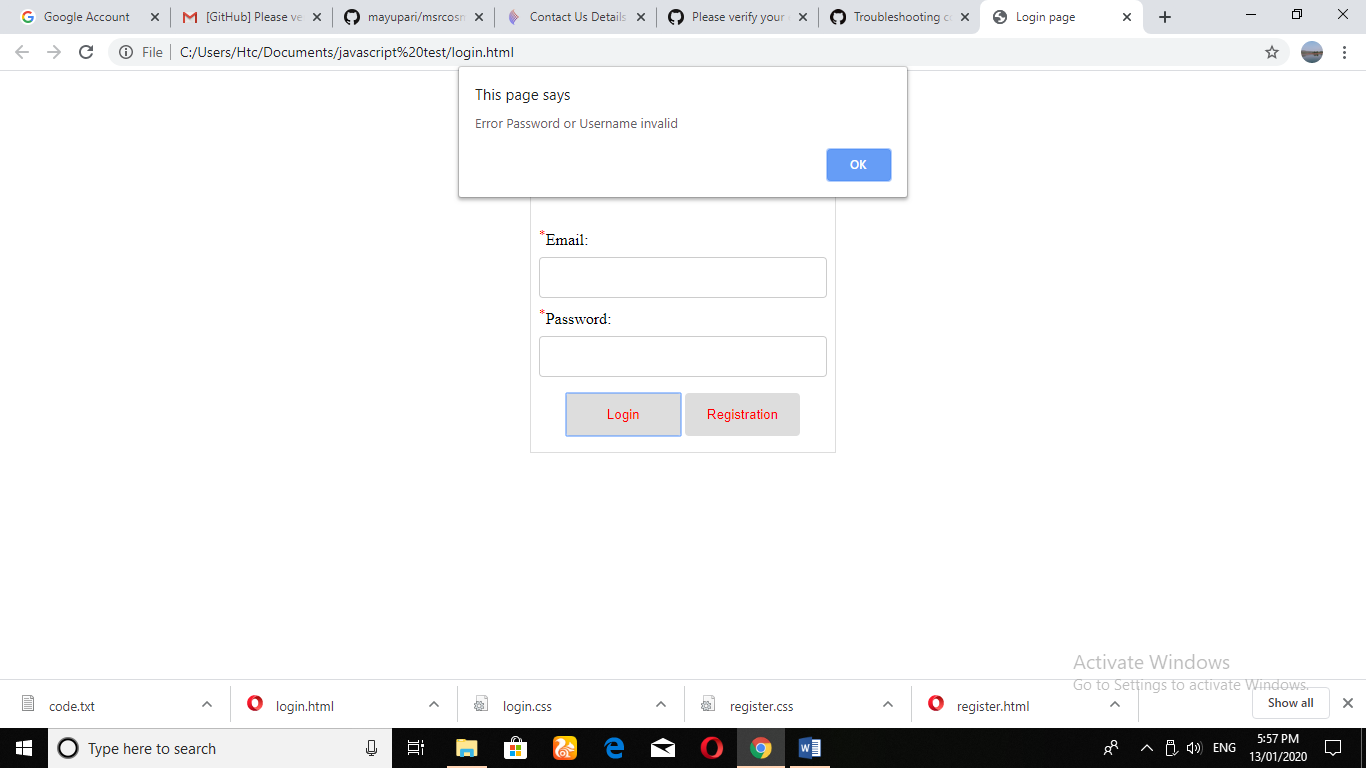 Google Account
[GitHub] Please ve
mayupari/msrcosm
Contact Us Details
Please verify your
Troubleshooting c
Login page
File
C:/Users/Htc/Documents/javascript%20test/login.html
This page says
Error Password or Username invalid
OK
*Email:
*Password:
Login
Registration
Activate Windows
Go to Settings to activate Windows.
code.txt
login.html
login.css
register.css
register.html
Show all
Type here to search
ENG
5:57 PM
13/01/2020